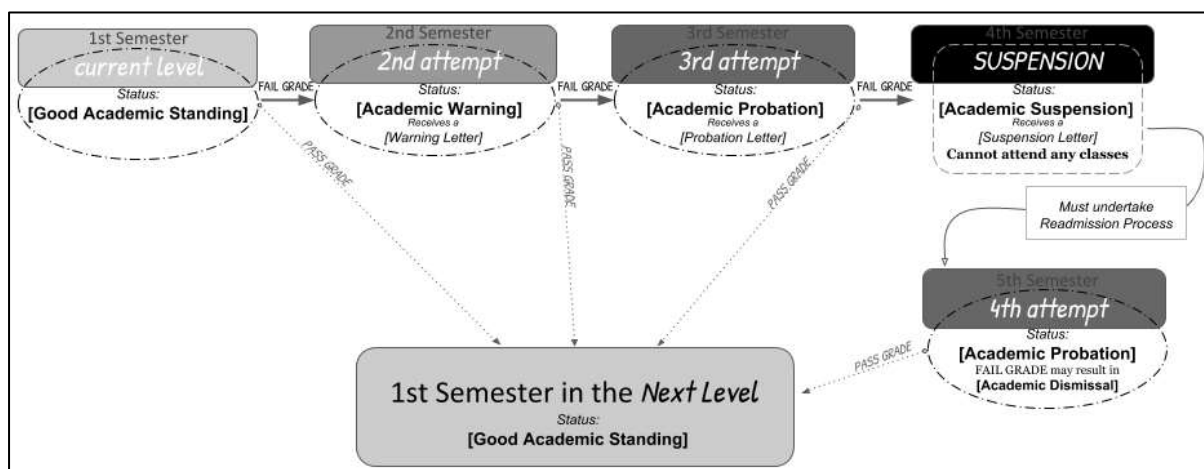 1st Semester
current level
Status:
[Good Academic Standing]
FAIL GRADE
2nd Semester
2nd attempt
Status:
[Academic Warning]
Receives a
[Warning Letter]
FAIL GRADE
3rd Semester
3rd attempt
Status:
[Academic Probation]
Receives a
[Probation Letter]
FAIL GRADE
4th Semester
SUSPENSION
Status:
[Academic Suspension]
Receives a
[Suspension Letter]
Cannot attend any classes
PASS GRADE
PASS GRADE
PASS GRADE
Must undertake
Readmission Process
5th Semester
4th attempt
Status:
[Academic Probation]
FAIL GRADE may result in
[Academic Dismissal]
PASS GRADE
1st Semester in the Next Level
Status:
[Good Academic Standing]